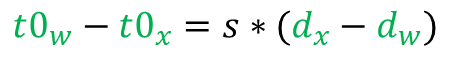 t0_w − t0_x = s ∗ (d_x − d_w)